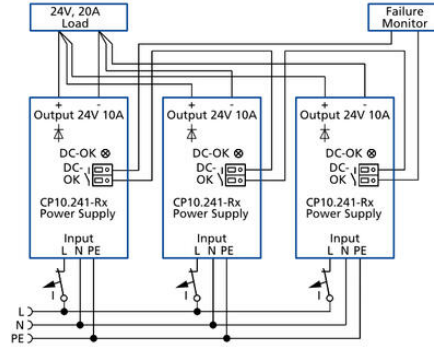 24V, 20A
Load
Failure
Monitor
+ -
Output 24V 10A
DC-OK
DC-
OK
CP10.241-Rx
Power Supply
Input
L N PE
I
+ -
Output 24V 10A
DC-OK
DC-
OK
CP10.241-Rx
Power Supply
Input
L N PE
I
+ -
Output 24V 10A
DC-OK
DC-
OK
CP10.241-Rx
Power Supply
Input
L N PE
I
L
N
PE